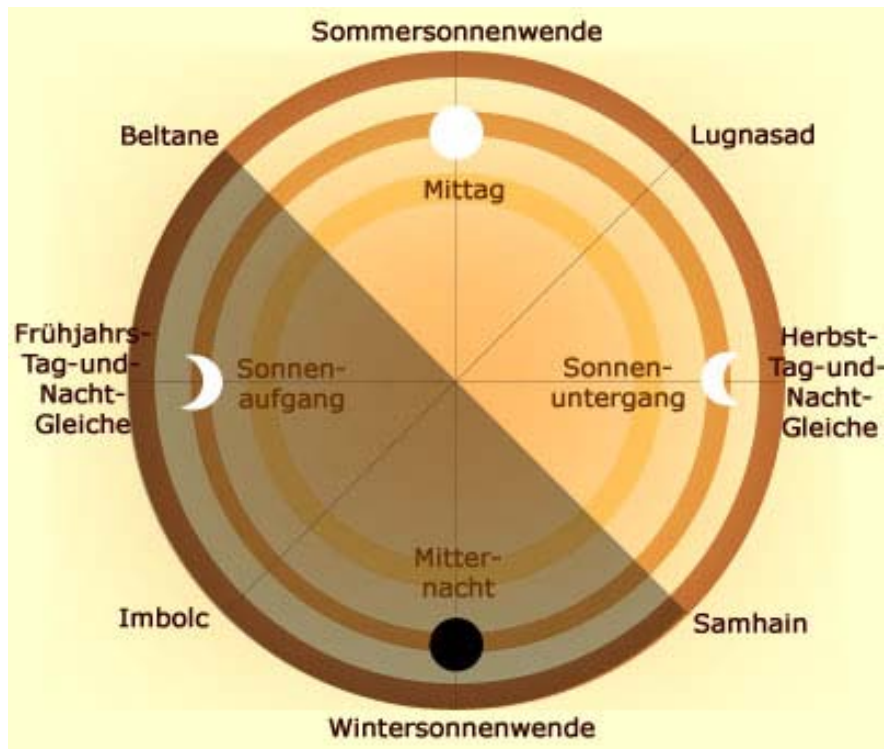 Sommersonnenwende
Beltane
Lugnasad
Mittag
Frühjahrs-
Tag-und-
Nacht-
Gleiche
Sonnen-
aufgang
Sonnen-
untergang
Herbst-
Tag-und-
Nacht-
Gleiche
Mitter-
nacht
Imbolc
Samhain
Wintersonnenwende